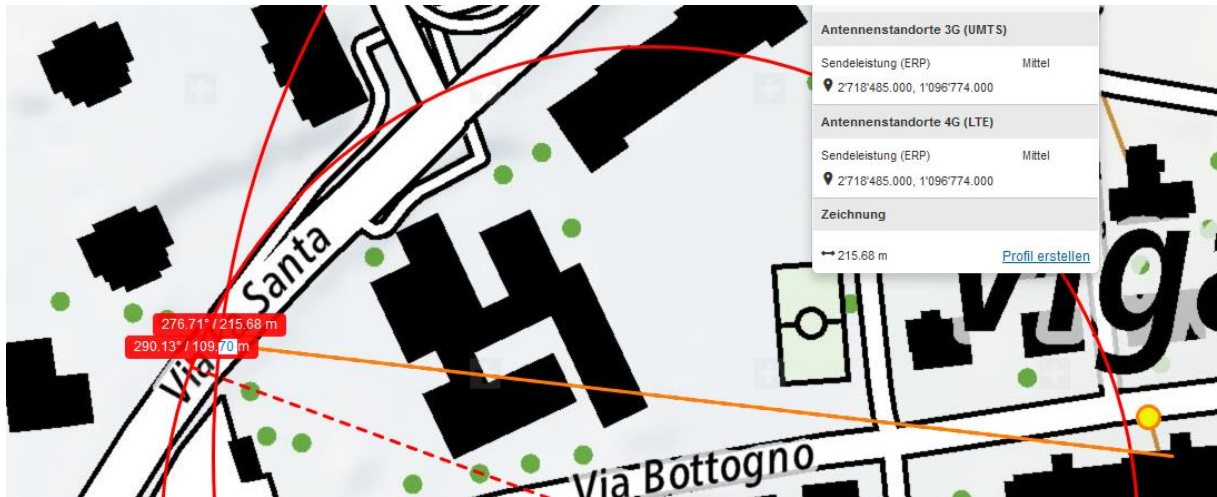 Antennenstandorte 3G (UMTS)
Sendeleistung (ERP) Mittel
2'718'485.000, 1'096'774.000
Antennenstandorte 4G (LTE)
Sendeleistung (ERP) Mittel
2'718'485.000, 1'096'774.000
Zeichnung
215.68 m Profil erstellen
Santa
276.71° / 215.68 m
290.13° / 109.70 m
Via Bottogno